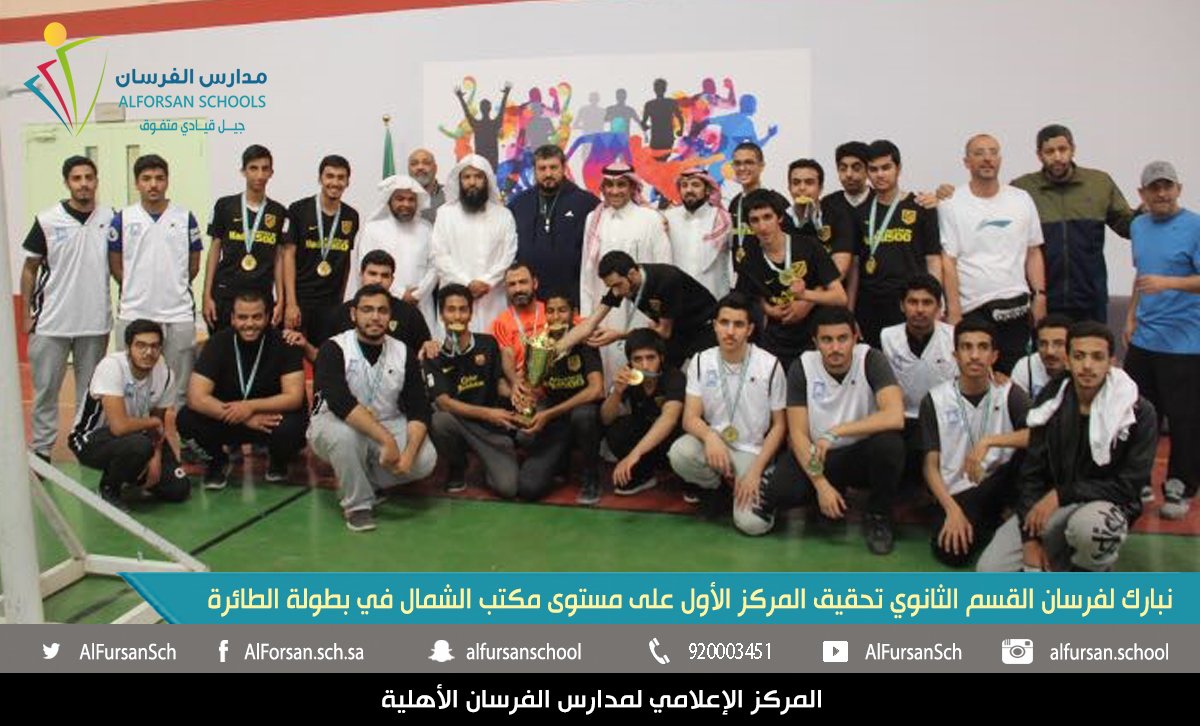 مدارس الفرسان
ALFORSAN SCHOOLS
جيل قيادي متفوق
نبارك لفرسان القسم الثانوي تحقيق المركز الأول على مستوى مكتب الشمال في بطولة الطائرة
AlFursanSch
AlForsan.sch.sa
alfursanschool
920003451
AlFursanSch
alfursan.school
المركز الإعلامي لمدارس الفرسان الأهلية